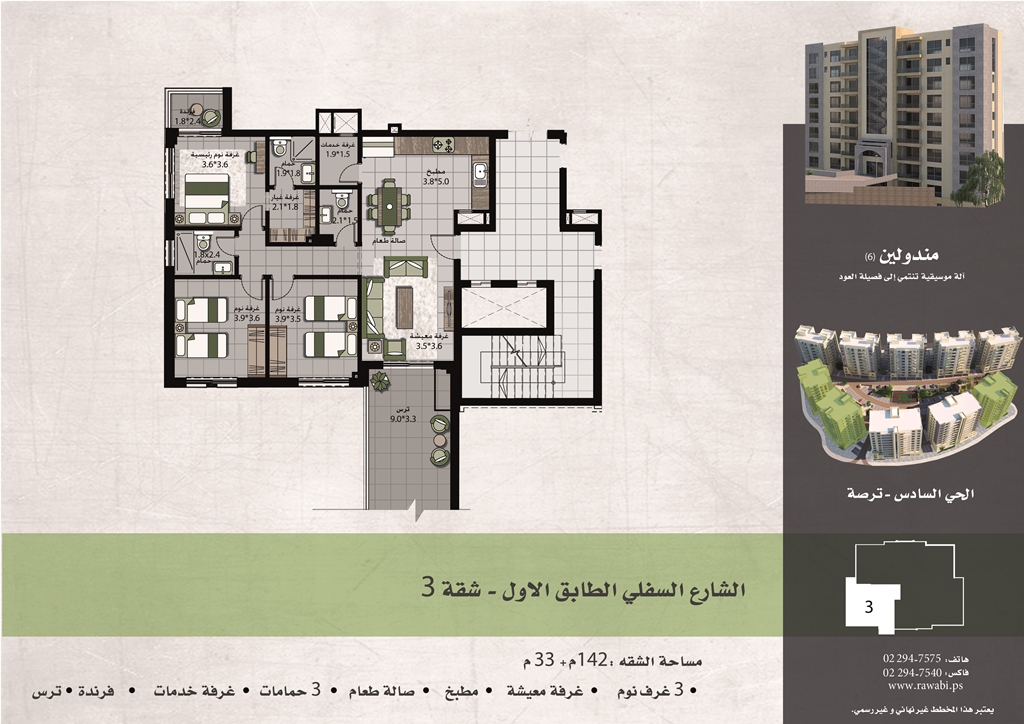 فرندة
1.8*2.4
غرفة نوم رئيسية
3.6*3.6
حمام
1.9*1.8
غرفة خدمات
1.9*1.5
مطبخ
3.8*5.0
غرفة غيار
2.1*1.8
حمام
2.1*1.5
صالة طعام
1.8x2.4
حمام
غرفة نوم
3.9*3.6
غرفة نوم
3.9*3.5
غرفة معيشة
3.5*3.6
ترس
9.0*3.3
مندولين (6)
آلة موسيقية تنتمي إلى فصيلة العود
الحي السادس - ترصة
3
الشارع السفلي الطابق الاول - شقة 3
مساحة الشقه : 142م + 33 م
• 3 غرف نوم • غرفة معيشة • مطبخ • صالة طعام • 3 حمامات • غرفة خدمات • فرندة • ترس
هاتف: 02 294-7575
فاكس: 02 294-7540
www.rawabi.ps
يعتبر هذا المخطط غير نهائي و غير رسمي.